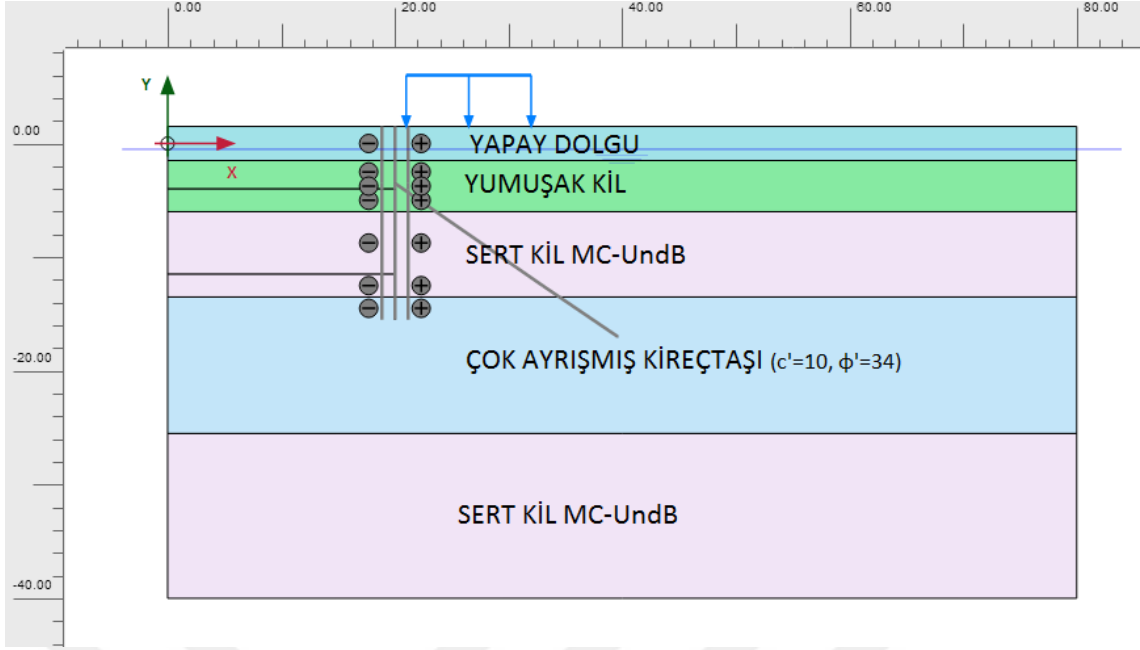 0.00 20.00 40.00 60.00 80.00
Y
0.00
X
YAPAY DOLGU
YUMUŞAK KİL
SERT KİL MC-UndB
-20.00
ÇOK AYRIŞMIŞ KİREÇTAŞI (c'=10, ϕ'=34)
SERT KİL MC-UndB
-40.00